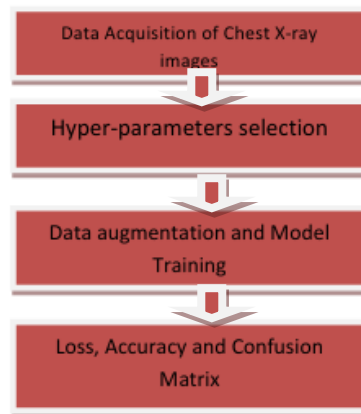 Data Acquisition of Chest X-ray
images
Hyper-parameters selection
Data augmentation and Model
Training
Loss, Accuracy and Confusion
Matrix